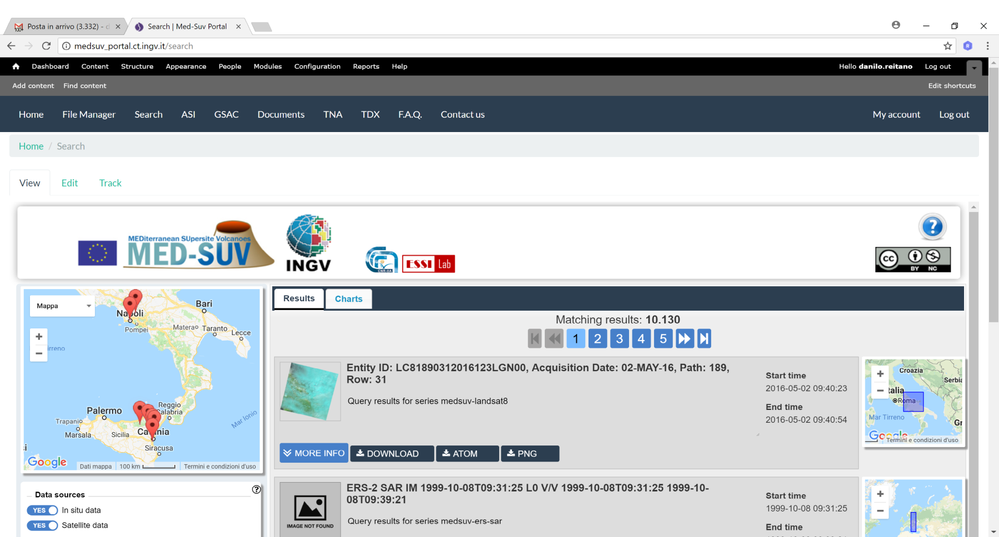 100+ Posta in arrivo (3.332) - d
Search | Med-Suv Portal
medsuv_portal.ct.ingv.it/search
R
Dashboard Content Structure Appearance People Modules Configuration Reports Help
Hello danilo.reitano Log out
Add content Find content
Edit shortcuts
Home File Manager Search ASI GSAC Documents TNA TDX F.A.Q. Contact us
My account Log out
Home / Search
View Edit Track
MEDiterranean SUpersite Volcanoes
MED-SUV
INGV
CNR-IIA
ESSI Lab
?
cc
BY NC
Mappa
+
−
Bari
Napoli
Pompei
Matera
Taranto
Lecce
irreno
Reggio
Calabria
Palermo
Trapani
Marsala
Sicilia
Catania
Siracusa
Mar Ionio
Google
Dati mappa
100 km
Termini e condizioni d'uso
Data sources
?
YES In situ data
YES Satellite data
Results
Charts
Matching results: 10.130
1 2 3 4 5
Entity ID: LC81890312016123LGN00, Acquisition Date: 02-MAY-16, Path: 189,
Row: 31
Query results for series medsuv-landsat8
Start time
2016-05-02 09:40:23
End time
2016-05-02 09:40:54
MORE INFO DOWNLOAD ATOM PNG
+
−
Croazia
Serbia
talia
Roma
Mar Tirreno
Gr
Google
Termini e condizioni d'uso
ERS-2 SAR IM 1999-10-08T09:31:25 L0 V/V 1999-10-08T09:31:25 1999-10-
08T09:39:21
IMAGE NOT FOUND
Query results for series medsuv-ers-sar
Start time
1999-10-08 09:31:25
End time
+
−